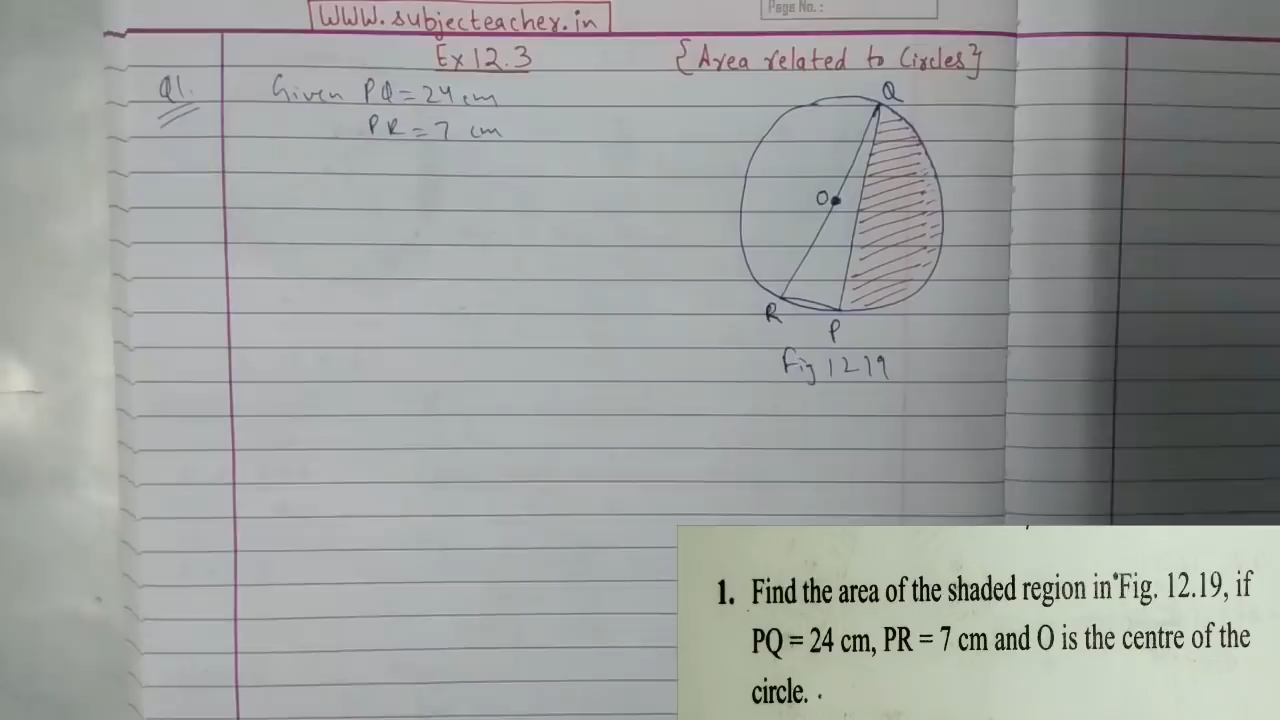 WWW.subjecteacher.in
Page No. :
Ex 12.3
{Area related to Circles}
Q1.
Given PQ = 24 cm
PR = 7 cm
Q
O
R
P
Fig 12.19
1. Find the area of the shaded region in Fig. 12.19, if
PQ = 24 cm, PR = 7 cm and O is the centre of the
circle.